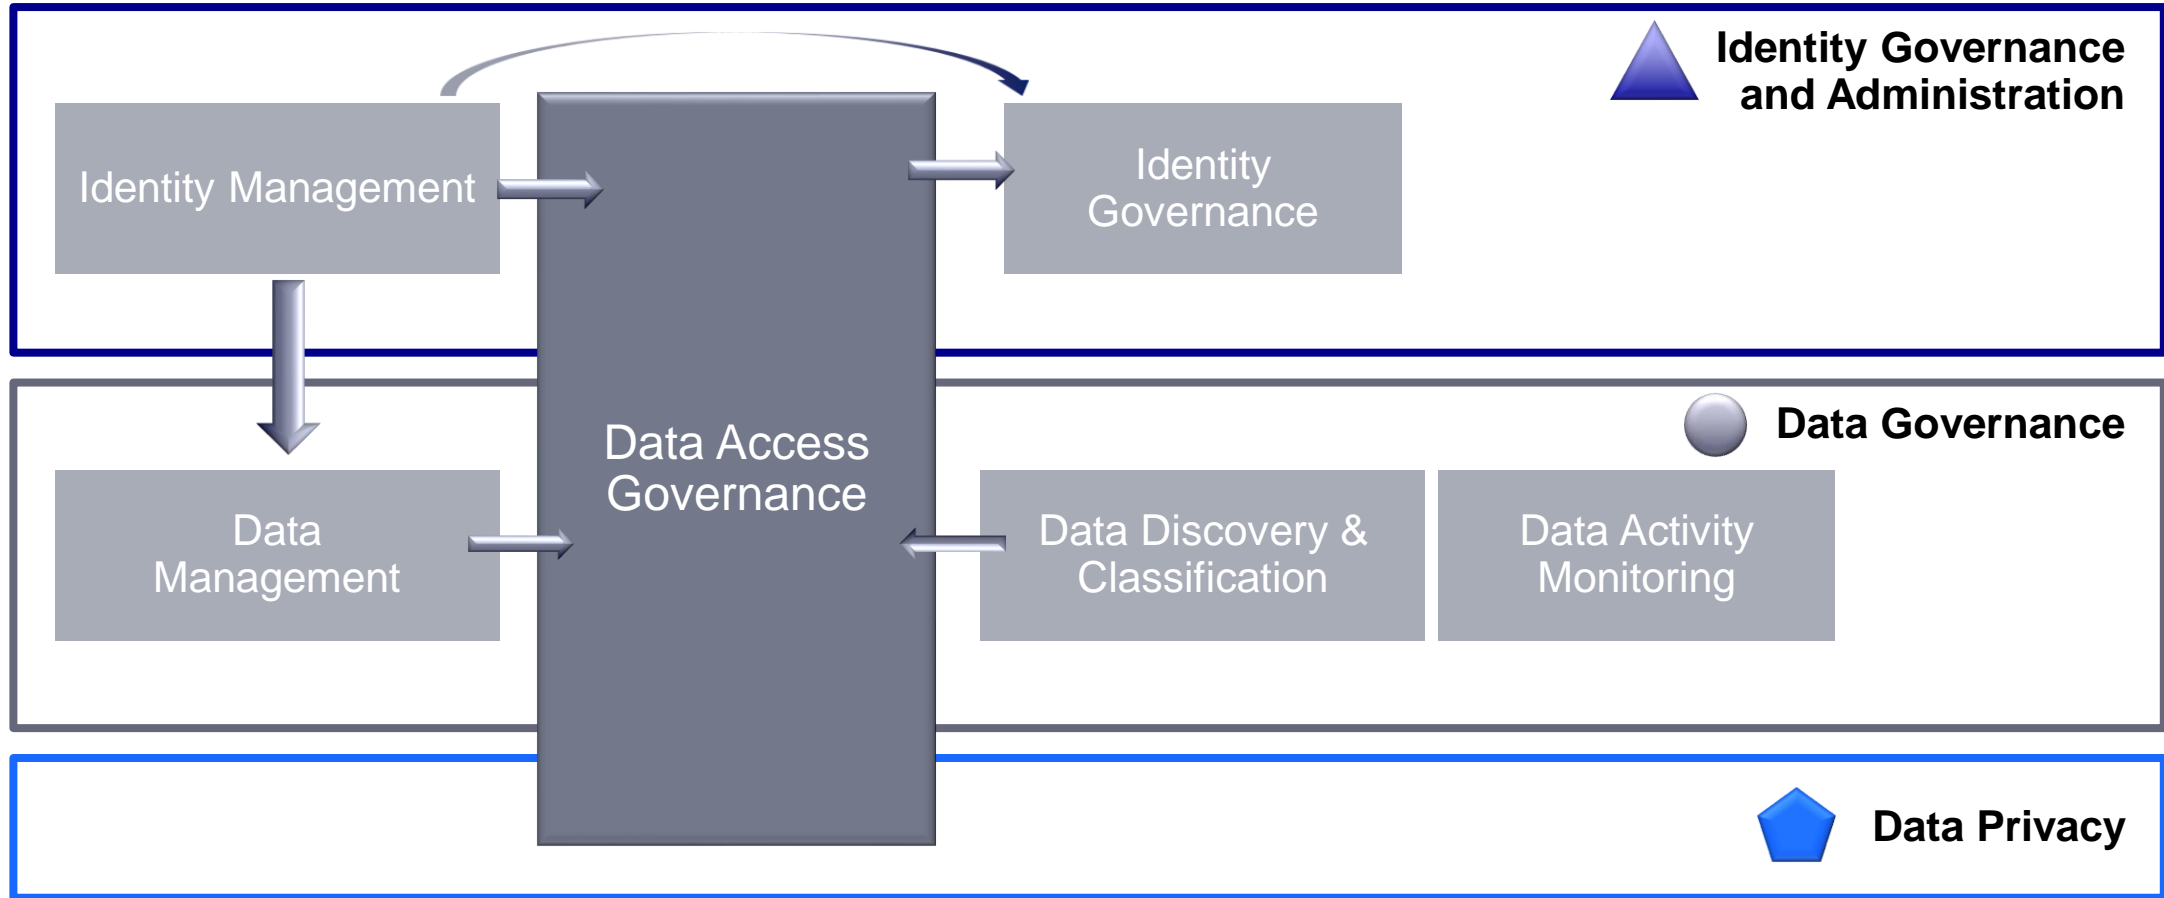 Identity Governance
and Administration
Identity Management
Identity
Governance
Data Access
Governance
Data Governance
Data
Management
Data Discovery &
Classification
Data Activity
Monitoring
Data Privacy